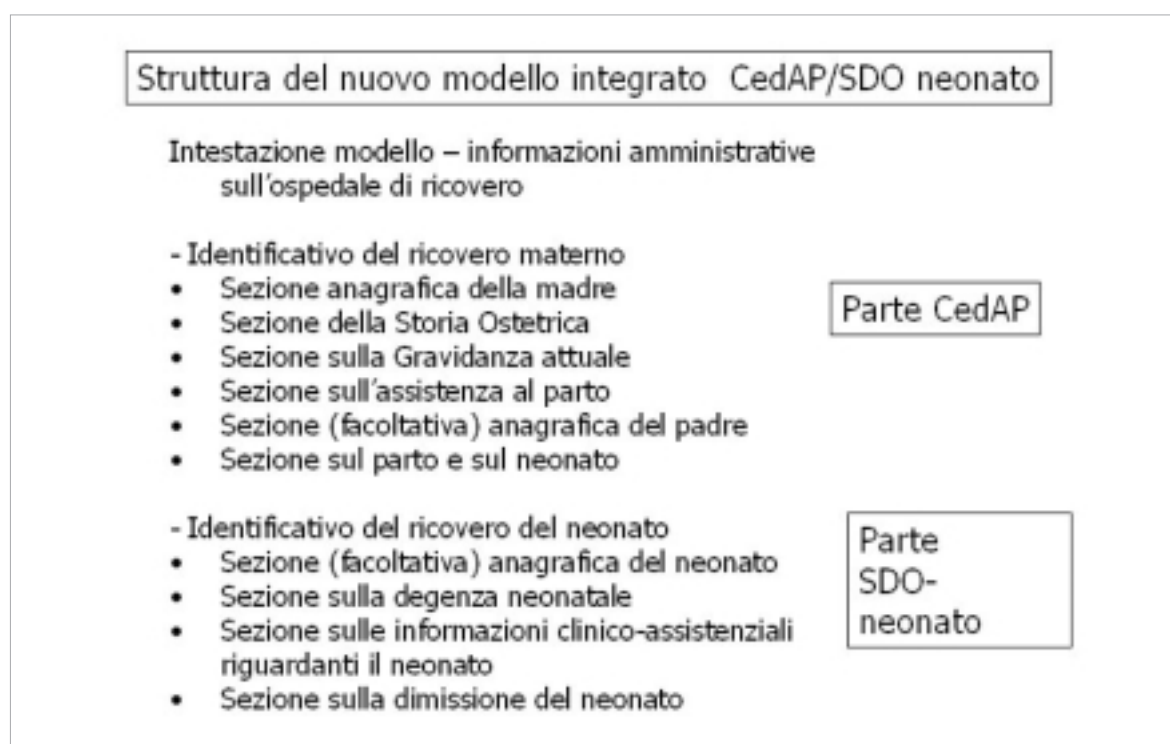 Struttura del nuovo modello integrato CedAP/SDO neonato
Intestazione modello – informazioni amministrative
sull'ospedale di ricovero
- Identificativo del ricovero materno
• Sezione anagrafica della madre
• Sezione della Storia Ostetrica
• Sezione sulla Gravidanza attuale
• Sezione sull'assistenza al parto
• Sezione (facoltativa) anagrafica del padre
• Sezione sul parto e sul neonato
Parte CedAP
- Identificativo del ricovero del neonato
• Sezione (facoltativa) anagrafica del neonato
• Sezione sulla degenza neonatale
• Sezione sulle informazioni clinico-assistenziali
riguardanti il neonato
• Sezione sulla dimissione del neonato
Parte
SDO-
neonato